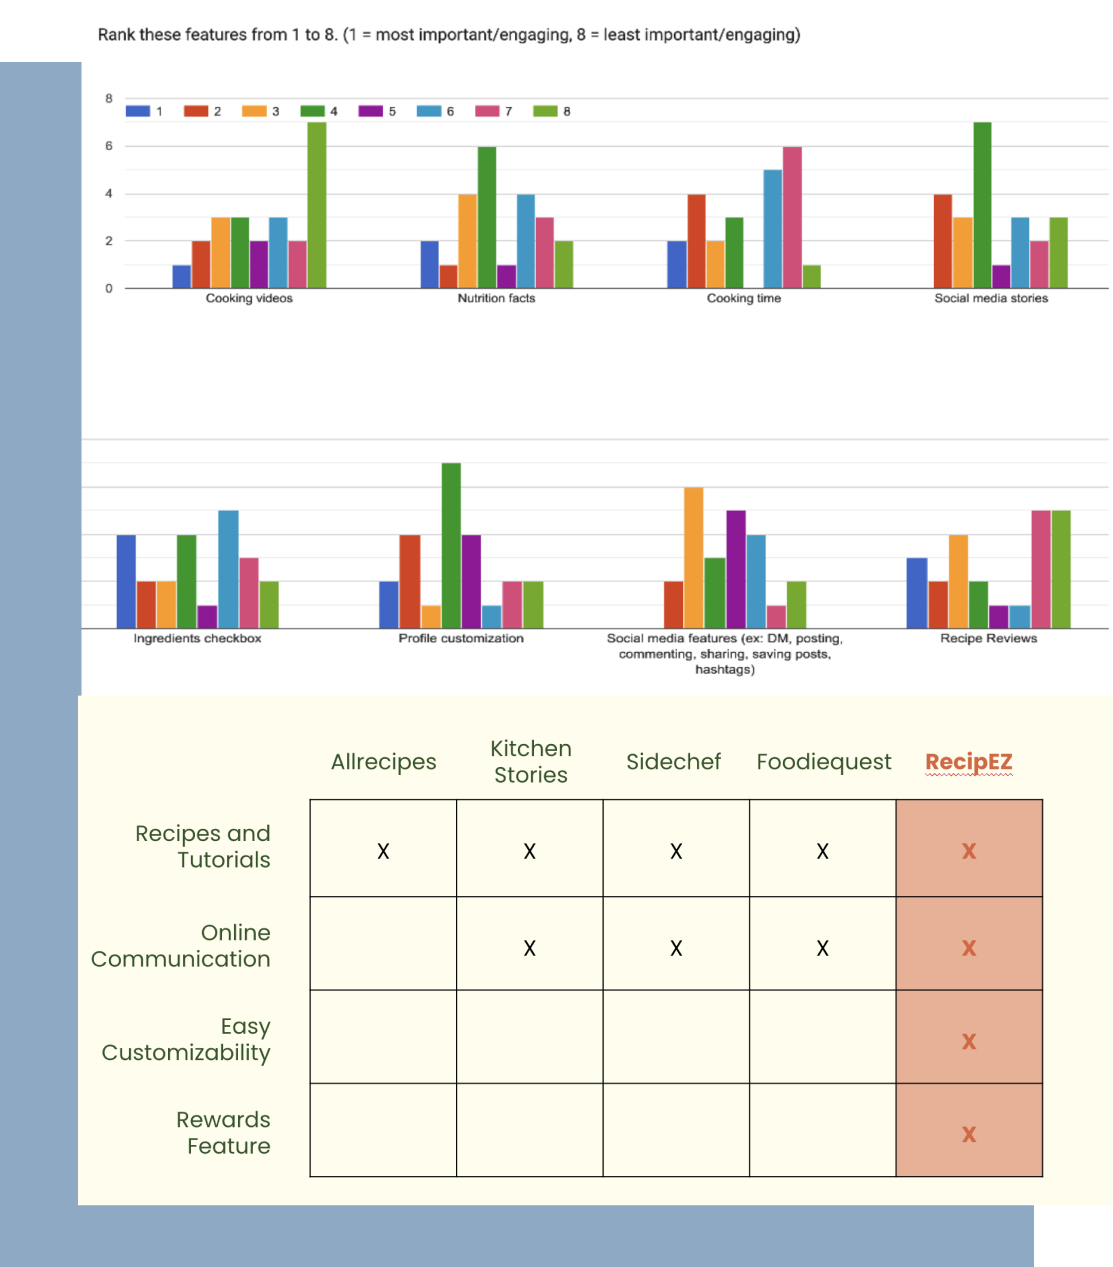 Rank these features from 1 to 8. (1 = most important/engaging, 8 = least important/engaging)
8
1 2 3 4 5 6 7 8
6
4
2
0
Cooking videos Nutrition facts Cooking time Social media stories
Ingredients checkbox Profile customization Social media features (ex: DM, posting, Recipe Reviews
commenting, sharing, saving posts,
hashtags)
Allrecipes Kitchen Sidechef Foodiequest RecipEZ
Stories
Recipes and
Tutorials
X X X X X
Online
Communication
X X X X
Easy
Customizability
X
Rewards
Feature
X